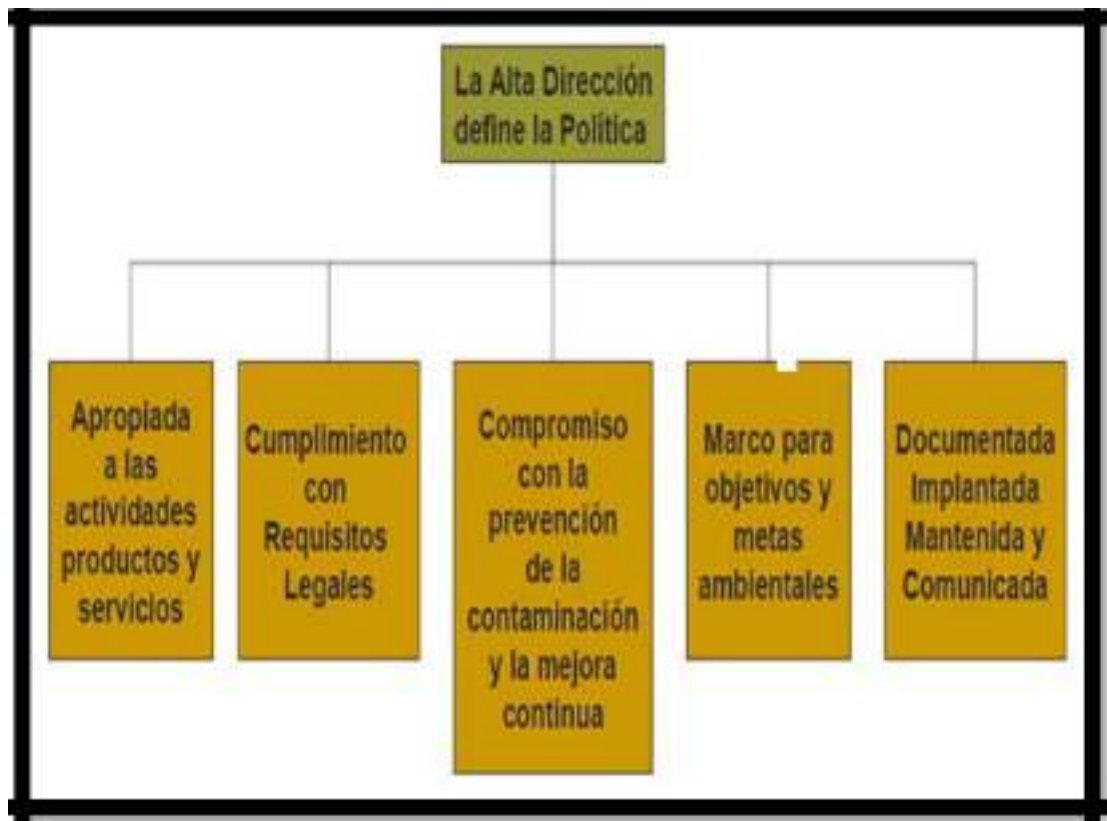 La Alta Dirección
define la Política
Apropiada
a las
actividades
productos y
servicios
Cumplimiento
con
Requisitos
Legales
Compromiso
con la
prevención
de la
contaminación
y la mejora
continua
Marco para
objetivos y
metas
ambientales
Documentada
Implantada
Mantenida y
Comunicada